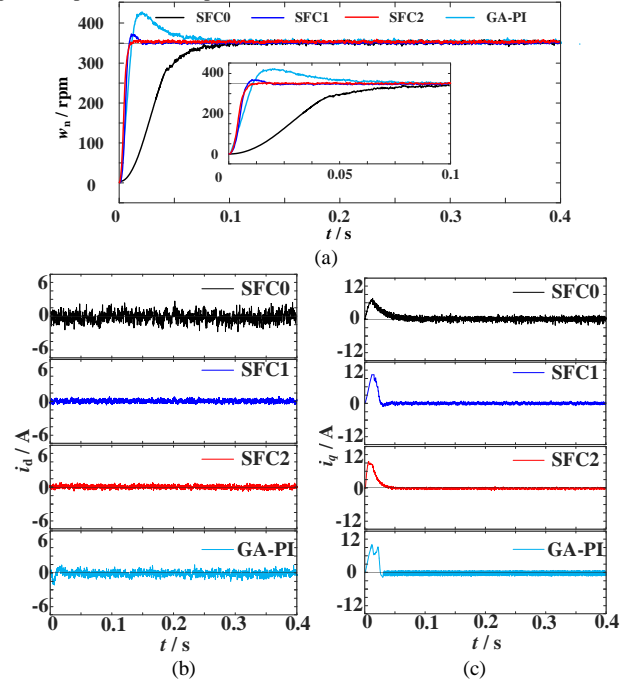 SFC0 SFC1 SFC2 GA-PI
400
300
200
100
0
w_n / rpm
400
200
0
0 0.05 0.1
0 0.1 0.2 0.3 0.4
t / s
(a)
6 SFC0
0
-6
6 SFC1
0
-6
6 SFC2
0
-6
6 GA-PI
0
-6
i_d / A
0 0.1 0.2 0.3 0.4
t / s
(b)
12 SFC0
0
-12
12 SFC1
0
-12
12 SFC2
0
-12
12 GA-PI
0
-12
i_q / A
0 0.1 0.2 0.3 0.4
t / s
(c)